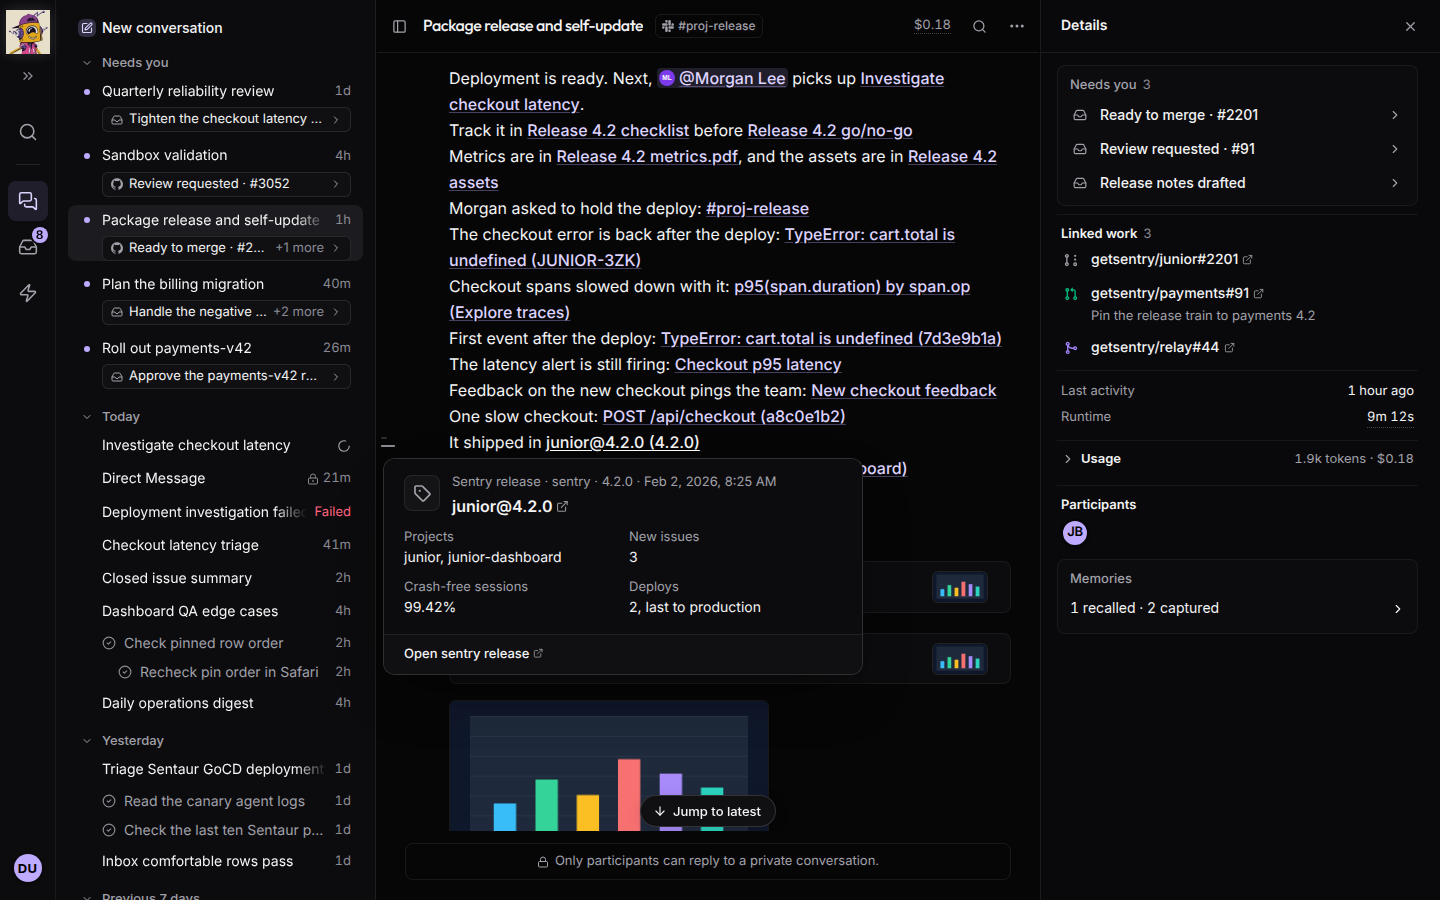 New conversation
Needs you
Quarterly reliability review 1d
Tighten the checkout latency ...
Sandbox validation 4h
Review requested · #3052
Package release and self-update 1h
Ready to merge · #2... +1 more
8
Plan the billing migration 40m
Handle the negative ... +2 more
Roll out payments-v42 26m
Approve the payments-v42 r...
Today
Investigate checkout latency
Direct Message 21m
Deployment investigation failed Failed
Checkout latency triage 41m
Closed issue summary 2h
Dashboard QA edge cases 4h
Check pinned row order 2h
Recheck pin order in Safari 2h
Daily operations digest 4h
Yesterday
Triage Sentaur GoCD deployment 1d
Read the canary agent logs 1d
Check the last ten Sentaur p... 1d
Inbox comfortable rows pass 1d
Previous 7 days
DU
Package release and self-update #proj-release $0.18
Deployment is ready. Next, ML @Morgan Lee picks up Investigate
checkout latency.
Track it in Release 4.2 checklist before Release 4.2 go/no-go
Metrics are in Release 4.2 metrics.pdf, and the assets are in Release 4.2
assets
Morgan asked to hold the deploy: #proj-release
The checkout error is back after the deploy: TypeError: cart.total is
undefined (JUNIOR-3ZK)
Checkout spans slowed down with it: p95(span.duration) by span.op
(Explore traces)
First event after the deploy: TypeError: cart.total is undefined (7d3e9b1a)
The latency alert is still firing: Checkout p95 latency
Feedback on the new checkout pings the team: New checkout feedback
One slow checkout: POST /api/checkout (a8c0e1b2)
It shipped in junior@4.2.0 (4.2.0)
board)
Sentry release · sentry · 4.2.0 · Feb 2, 2026, 8:25 AM
junior@4.2.0
Projects New issues
junior, junior-dashboard 3
Crash-free sessions Deploys
99.42% 2, last to production
Open sentry release
Jump to latest
Only participants can reply to a private conversation.
Details
Needs you 3
Ready to merge · #2201
Review requested · #91
Release notes drafted
Linked work 3
getsentry/junior#2201
getsentry/payments#91
Pin the release train to payments 4.2
getsentry/relay#44
Last activity 1 hour ago
Runtime 9m 12s
Usage 1.9k tokens · $0.18
Participants
JB
Memories
1 recalled · 2 captured